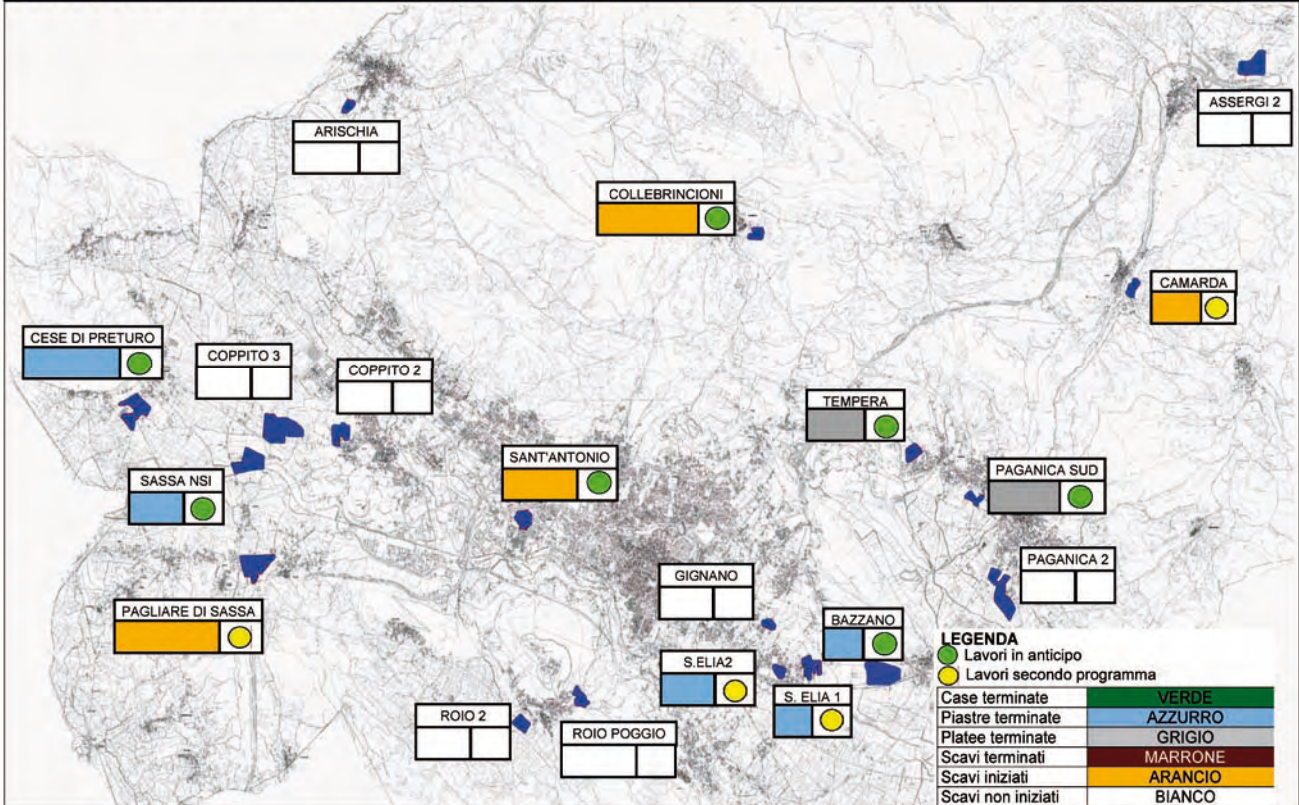 ARISCHIA
ASSERGI 2
COLLEBRINCIONI
CAMARDA
CESE DI PRETURO
COPPITO 3
COPPITO 2
TEMPERA
SANT'ANTONIO
PAGANICA SUD
SASSA NSI
PAGANICA 2
GIGNANO
PAGLIARE DI SASSA
BAZZANO
S.ELIA2
S. ELIA 1
ROIO 2
ROIO POGGIO
LEGENDA
Lavori in anticipo
Lavori secondo programma
Case terminate VERDE
Piastre terminate AZZURRO
Platee terminate GRIGIO
Scavi terminati MARRONE
Scavi iniziati ARANCIO
Scavi non iniziati BIANCO